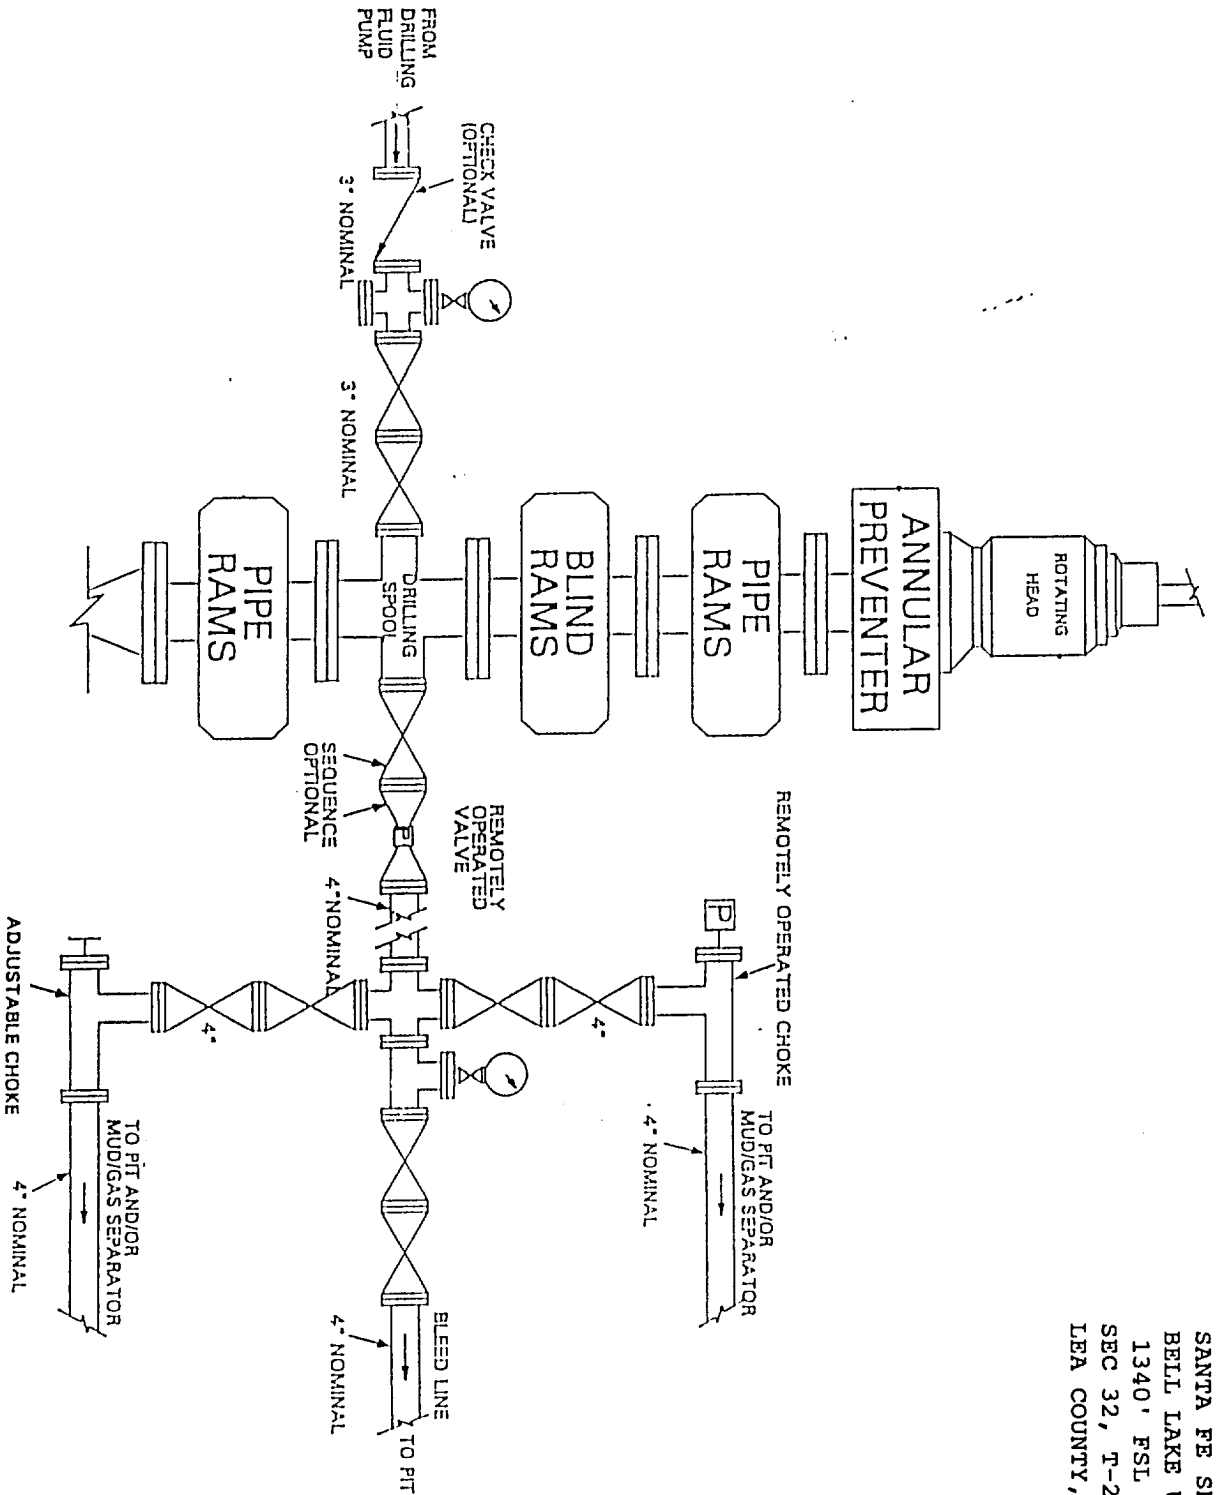 FROM
DRILLING
FLUID
PUMP
CHECK VALVE
(OPTIONAL)
3" NOMINAL
3" NOMINAL
ROTATING
HEAD
ANNULAR
PREVENTER
PIPE
RAMS
BLIND
RAMS
DRILLING
SPOOL
PIPE
RAMS
SEQUENCE
OPTIONAL
REMOTELY
OPERATED
VALVE
P
4" NOMINAL
REMOTELY OPERATED CHOKE
P
4"
4"
ADJUSTABLE CHOKE
TO PIT AND/OR
MUD/GAS SEPARATOR
4" NOMINAL
TO PIT AND/OR
MUD/GAS SEPARATOR
4" NOMINAL
BLEED LINE
4" NOMINAL
TO PIT
SANTA FE
BELL LAKE
1340' FSL
SEC 32,
LEA COUNTY,